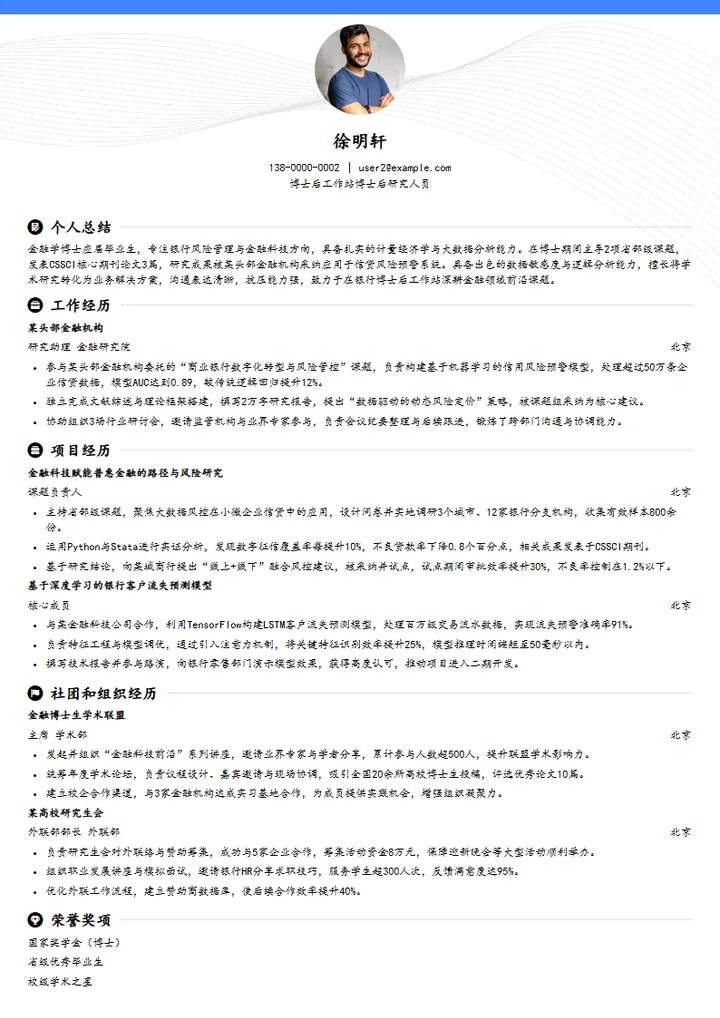 徐明轩
138-0000-0002 | user2@example.com
博士后工作站博士后研究人员
个人总结
金融学博士应届毕业生，专注银行风险管理与金融科技方向，具备扎实的计量经济学与大数据分析能力。在博士期间主导2项省部级课题，
发表CSSCI核心期刊论文3篇，研究成果被某头部金融机构采纳应用于信贷风险预警系统。具备出色的数据敏感度与逻辑分析能力，擅长将学
术研究转化为业务解决方案，沟通表达清晰，抗压能力强，致力于在银行博士后工作站深耕金融领域前沿课题。
工作经历
某头部金融机构
研究助理 金融研究院 北京
• 参与某头部金融机构委托的“商业银行数字化转型与风险管控”课题，负责构建基于机器学习的信用风险预警模型，处理超过50万条企
业信贷数据，模型AUC达到0.89，较传统逻辑回归提升12%。
• 独立完成文献综述与理论框架搭建，撰写2万字研究报告，提出“数据驱动的动态风险定价”策略，被课题组采纳为核心建议。
• 协助组织3场行业研讨会，邀请监管机构与业界专家参与，负责会议纪要整理与后续跟进，锻炼了跨部门沟通与协调能力。
项目经历
金融科技赋能普惠金融的路径与风险研究
课题负责人 北京
• 主持省部级课题，聚焦大数据风控在小微企业信贷中的应用，设计问卷并实地调研3个城市、12家银行分支机构，收集有效样本800余
份。
• 运用Python与Stata进行实证分析，发现数字征信覆盖率每提升10%，不良贷款率下降0.8个百分点，相关成果发表于CSSCI期刊。
• 基于研究结论，向某城商行提出“线上+线下”融合风控建议，被采纳并试点，试点期间审批效率提升30%，不良率控制在1.2%以下。
基于深度学习的银行客户流失预测模型
核心成员 北京
• 与某金融科技公司合作，利用TensorFlow构建LSTM客户流失预测模型，处理百万级交易流水数据，实现流失预警准确率91%。
• 负责特征工程与模型调优，通过引入注意力机制，将关键特征识别效率提升25%，模型推理时间缩短至50毫秒以内。
• 撰写技术报告并参与路演，向银行零售部门演示模型效果，获得高度认可，推动项目进入二期开发。
社团和组织经历
金融博士生学术联盟
主席 学术部 北京
• 发起并组织“金融科技前沿”系列讲座，邀请业界专家与学者分享，累计参与人数超500人，提升联盟学术影响力。
• 统筹年度学术论坛，负责议程设计、嘉宾邀请与现场协调，吸引全国20余所高校博士生投稿，评选优秀论文10篇。
• 建立校企合作渠道，与3家金融机构达成实习基地合作，为成员提供实践机会，增强组织凝聚力。
某高校研究生会
外联部部长 外联部 北京
• 负责研究生会对外联络与赞助筹集，成功与5家企业合作，筹集活动资金8万元，保障迎新晚会等大型活动顺利举办。
• 组织职业发展讲座与模拟面试，邀请银行HR分享求职技巧，服务学生超300人次，反馈满意度达95%。
• 优化外联工作流程，建立赞助商数据库，使后续合作效率提升40%。
荣誉奖项
国家奖学金（博士）
省级优秀毕业生
校级学术之星